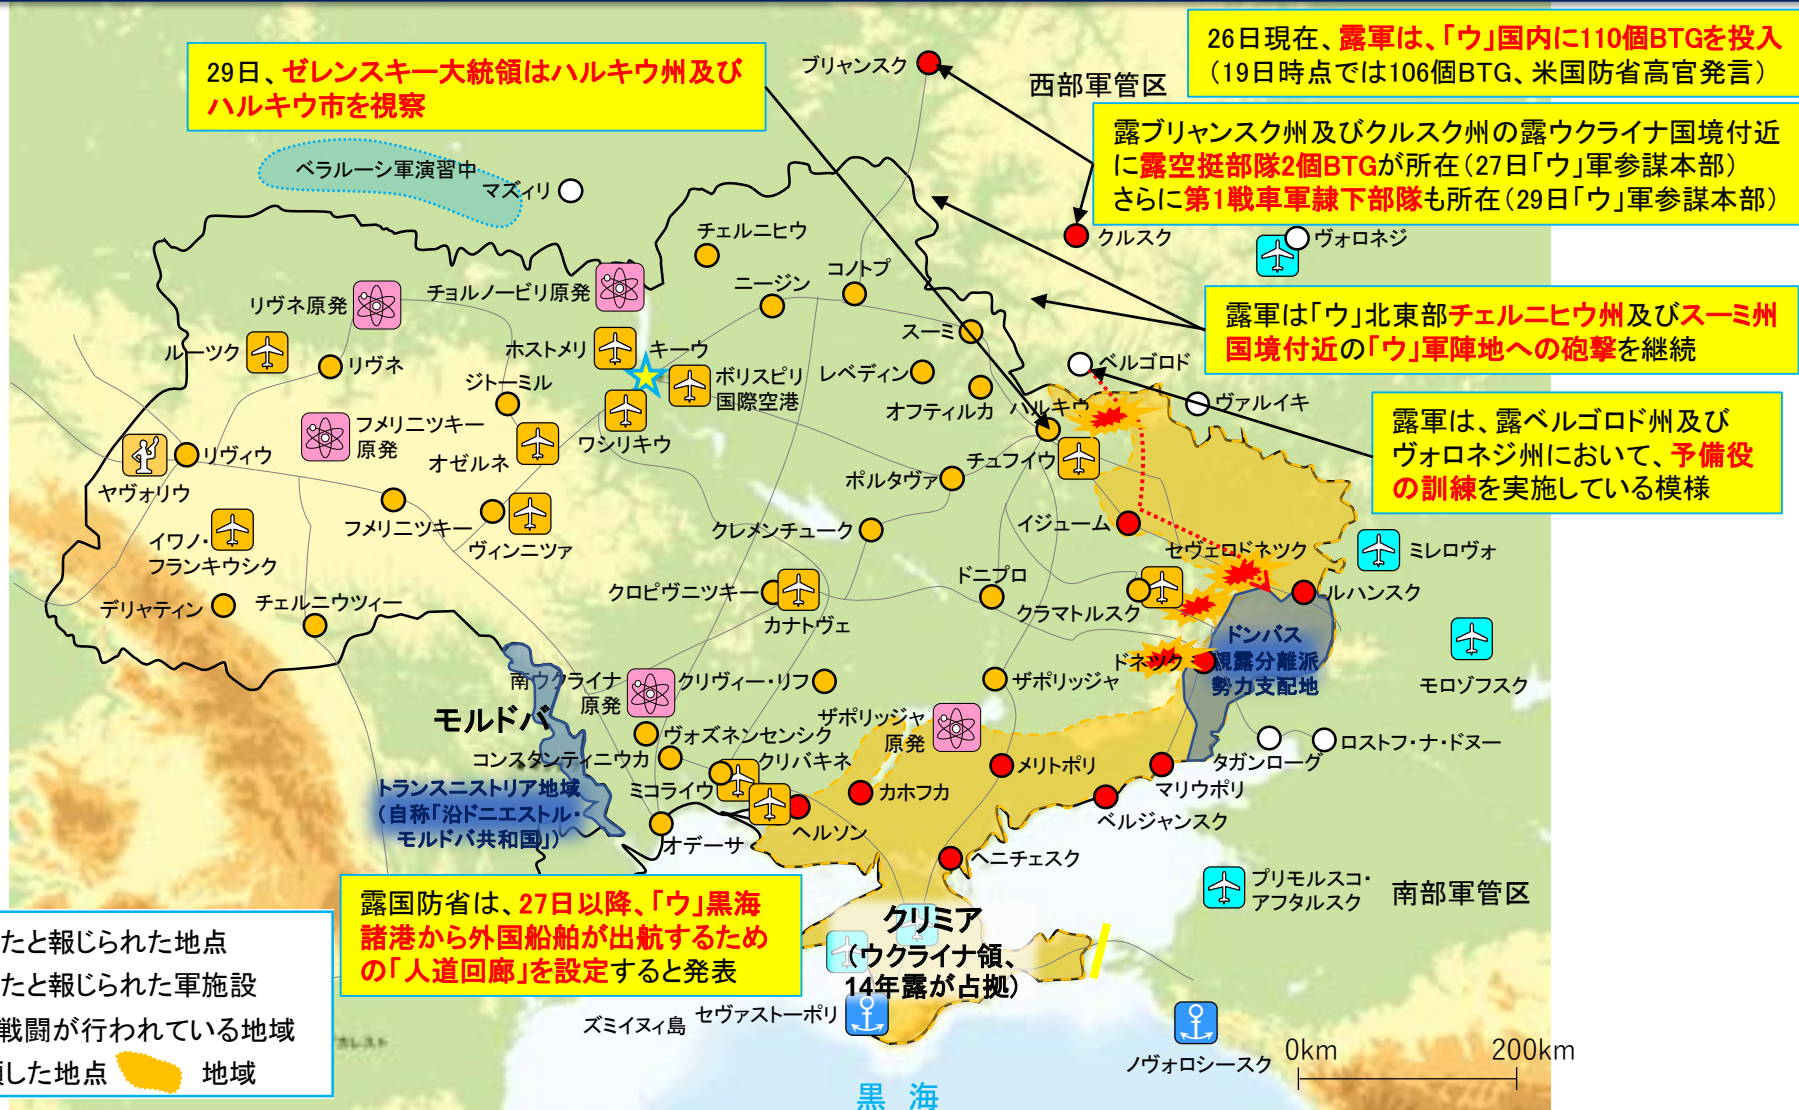 29日、ゼレンスキー大統領はハルキウ州及び
ハルキウ市を視察
26日現在、露軍は、「ウ」国内に110個BTGを投入
（19日時点では106個BTG、米国防省高官発言）
露ブリャンスク州及びクルスク州の露ウクライナ国境付近
に露空挺部隊2個BTGが所在（27日「ウ」軍参謀本部）
さらに第1戦車軍隷下部隊も所在（29日「ウ」軍参謀本部）
露軍は「ウ」北東部チェルニヒウ州及びスーミ州
国境付近の「ウ」軍陣地への砲撃を継続
露軍は、露ベルゴロド州及び
ヴォロネジ州において、予備役
の訓練を実施している模様
ブリャンスク
西部軍管区
ベラルーシ軍演習中
マズィリ
クルスク
ヴォロネジ
チェルニヒウ
ニージン
コノトプ
チョルノービリ原発
リヴネ原発
スーミ
ルーツク
リヴネ
ホストメリ
キーウ
ボリスピリ
国際空港
ジトーミル
レベディン
オフティルカ
ハルキウ
ベルゴロド
ヴァルイキ
フメリニツキー
原発
ワシリキウ
オゼルネ
リヴィウ
ヤヴォリウ
チュフイウ
ポルタヴァ
フメリニツキー
ヴィンニツァ
クレメンチューク
イジューム
イワノ・
フランキウシク
セヴェロドネツク
ミレロヴォ
デリャティン
チェルニウツィー
クロピヴニツキー
カナトヴェ
ドニプロ
クラマトルスク
ルハンスク
ドンバス
親露分離派
勢力支配地
ドネツク
モロゾフスク
南ウクライナ
原発
クリヴィー・リフ
ザポリッジャ
モルドバ
ヴォズネンセンシク
ザポリッジャ
原発
コンスタンティニウカ
クリバキネ
メリトポリ
タガンローグ
ロストフ・ナ・ドヌー
トランスニストリア地域
（自称「沿ドニエストル・
モルドバ共和国」）
ミコライウ
カホフカ
マリウポリ
ベルジャンスク
ヘルソン
オデーサ
ヘニチェスク
プリモルスコ・
アフタルスク
南部軍管区
露国防省は、27日以降、「ウ」黒海
諸港から外国船舶が出航するため
の「人道回廊」を設定すると発表
クリミア
（ウクライナ領、
14年露が占拠）
たと報じられた地点
たと報じられた軍施設
戦闘が行われている地域
した地点 地域
カレスト
ズミイヌィ島
セヴァストーポリ
ノヴォロシースク
0km 200km
黒 海